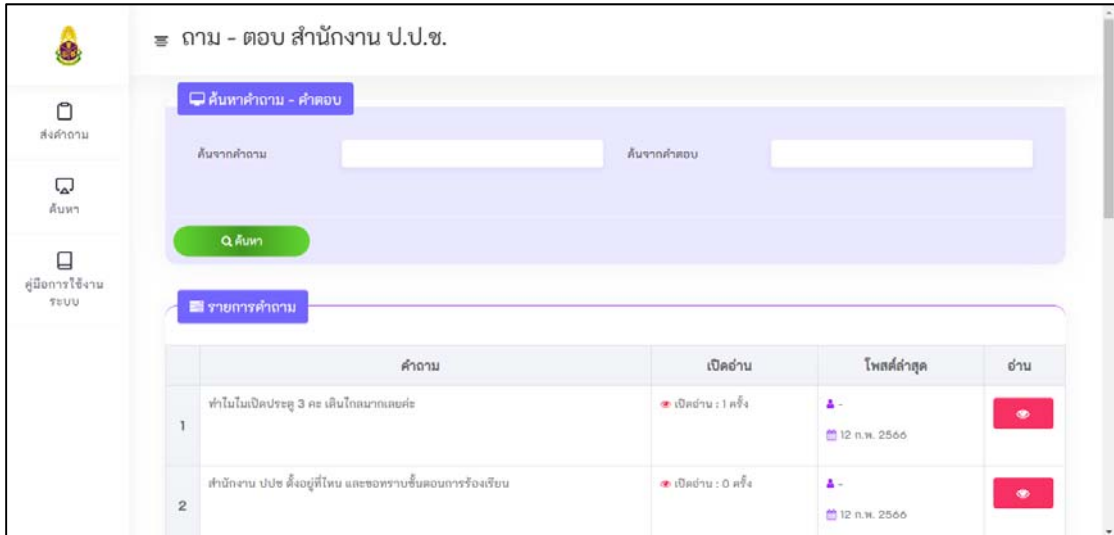 ถาม - ตอบ สำนักงาน ป.ป.ช.
ส่งคำถาม
ค้นหา
คู่มือการใช้งาน
ระบบ
ค้นหาคำถาม - คำตอบ
ค้นจากคำถาม
ค้นจากคำตอบ
ค้นหา
รายการคำถาม
คำถาม เปิดอ่าน โพสต์ล่าสุด อ่าน
1 ทำไมไม่เปิดประตู 3 คะ เดินไกลมากเลยค่ะ เปิดอ่าน : 1 ครั้ง -
12 ก.พ. 2566
2 สำนักงาน ปปช ตั้งอยู่ที่ไหน และขอทราบขั้นตอนการร้องเรียน เปิดอ่าน : 0 ครั้ง -
12 ก.พ. 2566